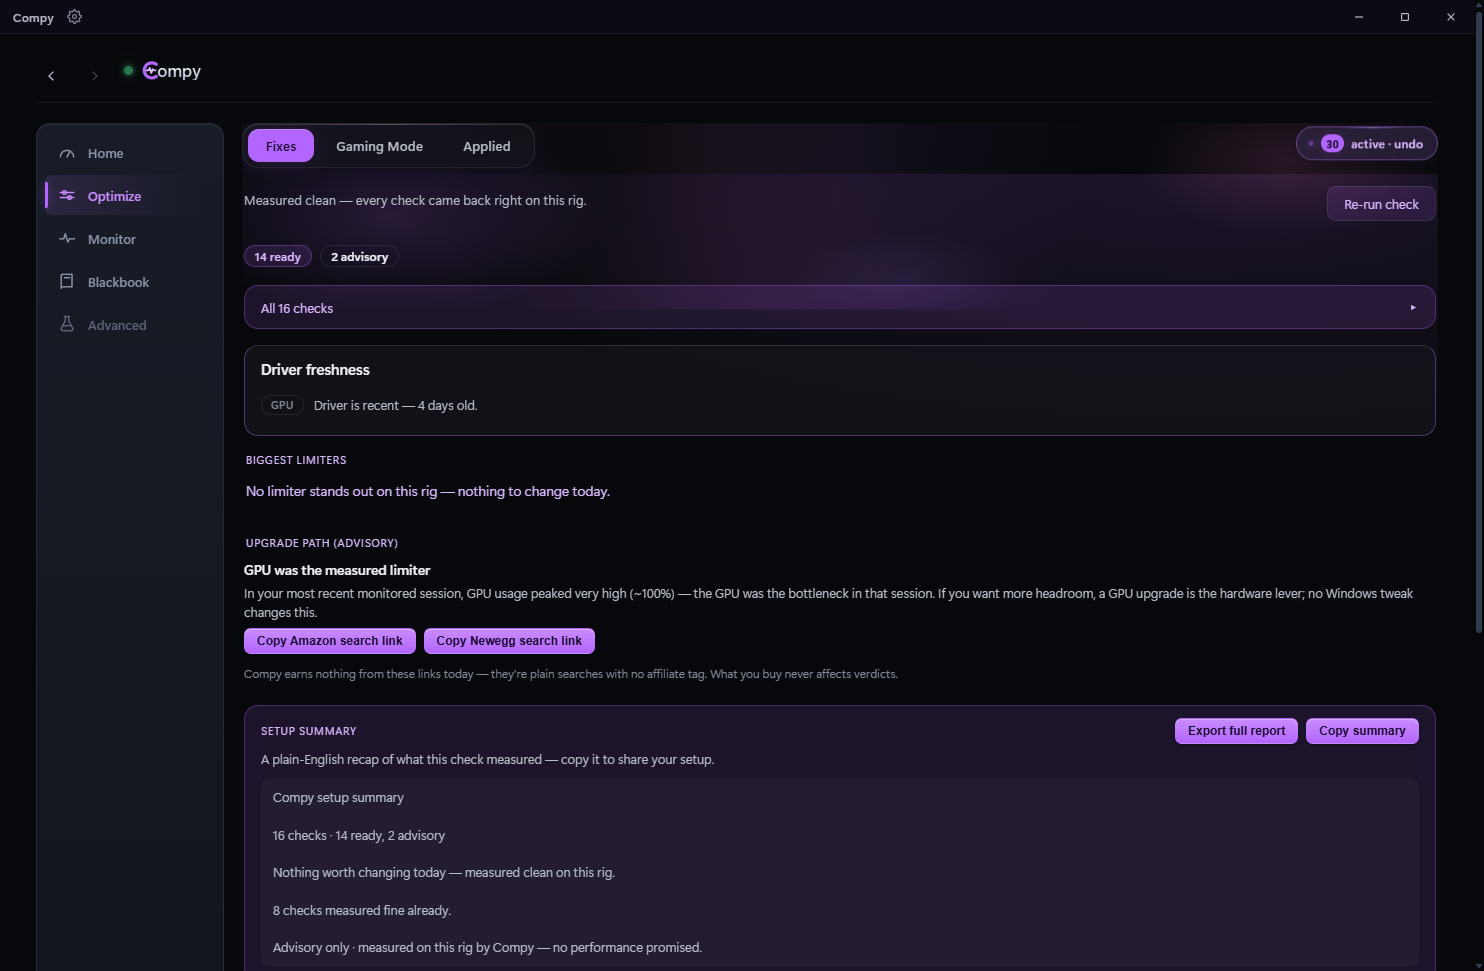 Compy
Compy
Home
Optimize
Monitor
Blackbook
Advanced
Fixes
Gaming Mode
Applied
30 active · undo
Measured clean — every check came back right on this rig.
Re-run check
14 ready
2 advisory
All 16 checks
Driver freshness
GPU
Driver is recent — 4 days old.
BIGGEST LIMITERS
No limiter stands out on this rig — nothing to change today.
UPGRADE PATH (ADVISORY)
GPU was the measured limiter
In your most recent monitored session, GPU usage peaked very high (~100%) — the GPU was the bottleneck in that session. If you want more headroom, a GPU upgrade is the hardware lever; no Windows tweak
changes this.
Copy Amazon search link
Copy Newegg search link
Compy earns nothing from these links today — they're plain searches with no affiliate tag. What you buy never affects verdicts.
SETUP SUMMARY
Export full report
Copy summary
A plain-English recap of what this check measured — copy it to share your setup.
Compy setup summary
16 checks · 14 ready, 2 advisory
Nothing worth changing today — measured clean on this rig.
8 checks measured fine already.
Advisory only · measured on this rig by Compy — no performance promised.